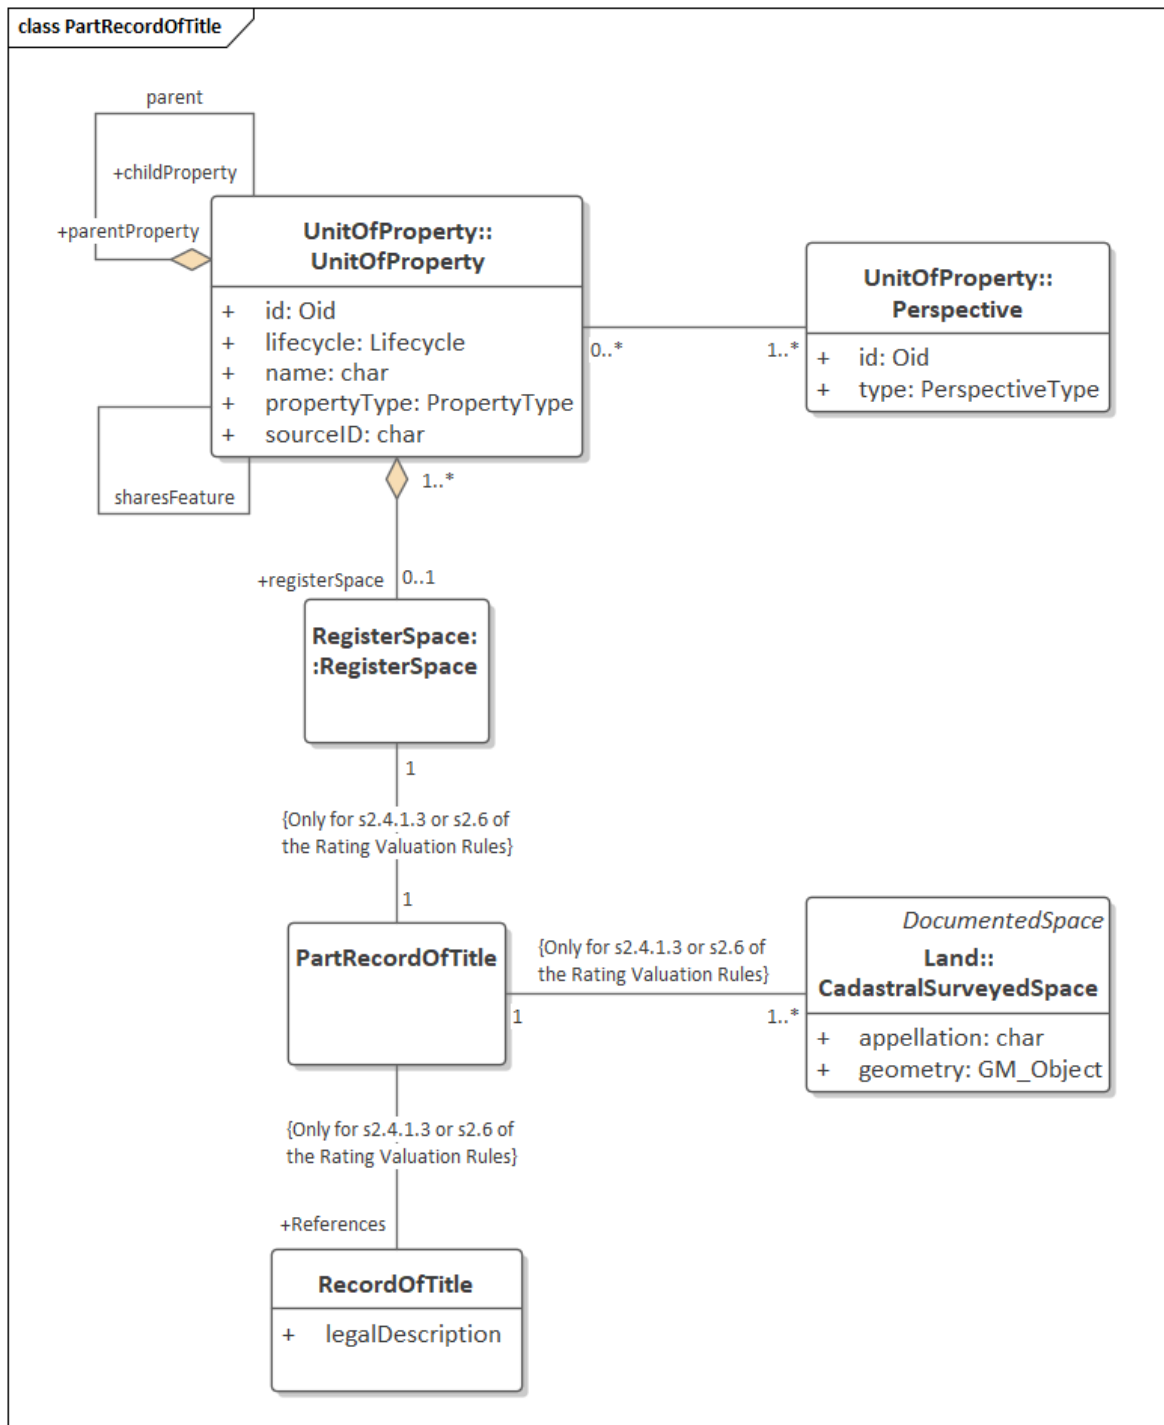 class PartRecordOfTitle
parent
+childProperty
+parentProperty
UnitOfProperty::
UnitOfProperty
+ id: Oid
+ lifecycle: Lifecycle
+ name: char
+ propertyType: PropertyType
+ sourceID: char
0..*
1..*
UnitOfProperty::
Perspective
+ id: Oid
+ type: PerspectiveType
sharesFeature
1..*
+registerSpace
0..1
RegisterSpace:
:RegisterSpace
1
{Only for s2.4.1.3 or s2.6 of
the Rating Valuation Rules}
1
PartRecordOfTitle
{Only for s2.4.1.3 or s2.6 of
the Rating Valuation Rules}
1
1..*
DocumentedSpace
Land::
CadastralSurveyedSpace
+ appellation: char
+ geometry: GM_Object
{Only for s2.4.1.3 or s2.6 of
the Rating Valuation Rules}
+References
RecordOfTitle
+ legalDescription